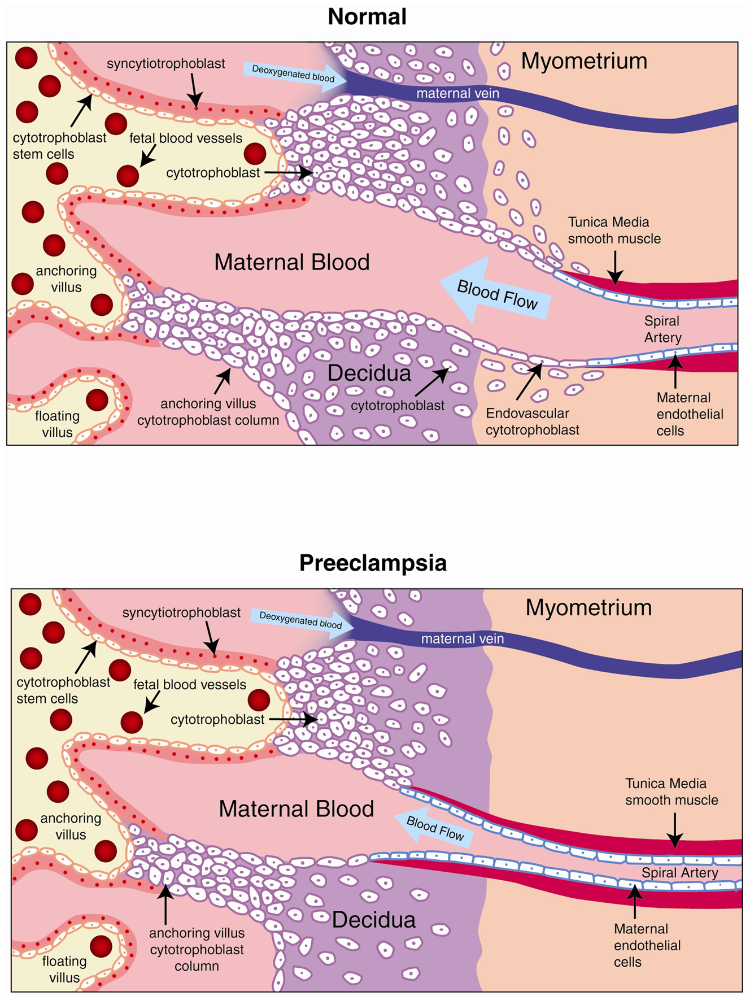 Normal
Myometrium
syncytiotrophoblast
Deoxygenated blood
maternal vein
cytotrophoblast
stem cells
fetal blood vessels
cytotrophoblast
Tunica Media
smooth muscle
Maternal Blood
anchoring
villus
Blood Flow
Spiral
Artery
Decidua
anchoring villus
cytotrophoblast column
cytotrophoblast
Endovascular
cytotrophoblast
Maternal
endothelial
cells
floating
villus
Preeclampsia
Myometrium
syncytiotrophoblast
Deoxygenated blood
maternal vein
cytotrophoblast
stem cells
fetal blood vessels
cytotrophoblast
Tunica Media
smooth muscle
Maternal Blood
anchoring
villus
Blood Flow
Spiral Artery
Decidua
anchoring villus
cytotrophoblast
column
Maternal
endothelial
cells
floating
villus